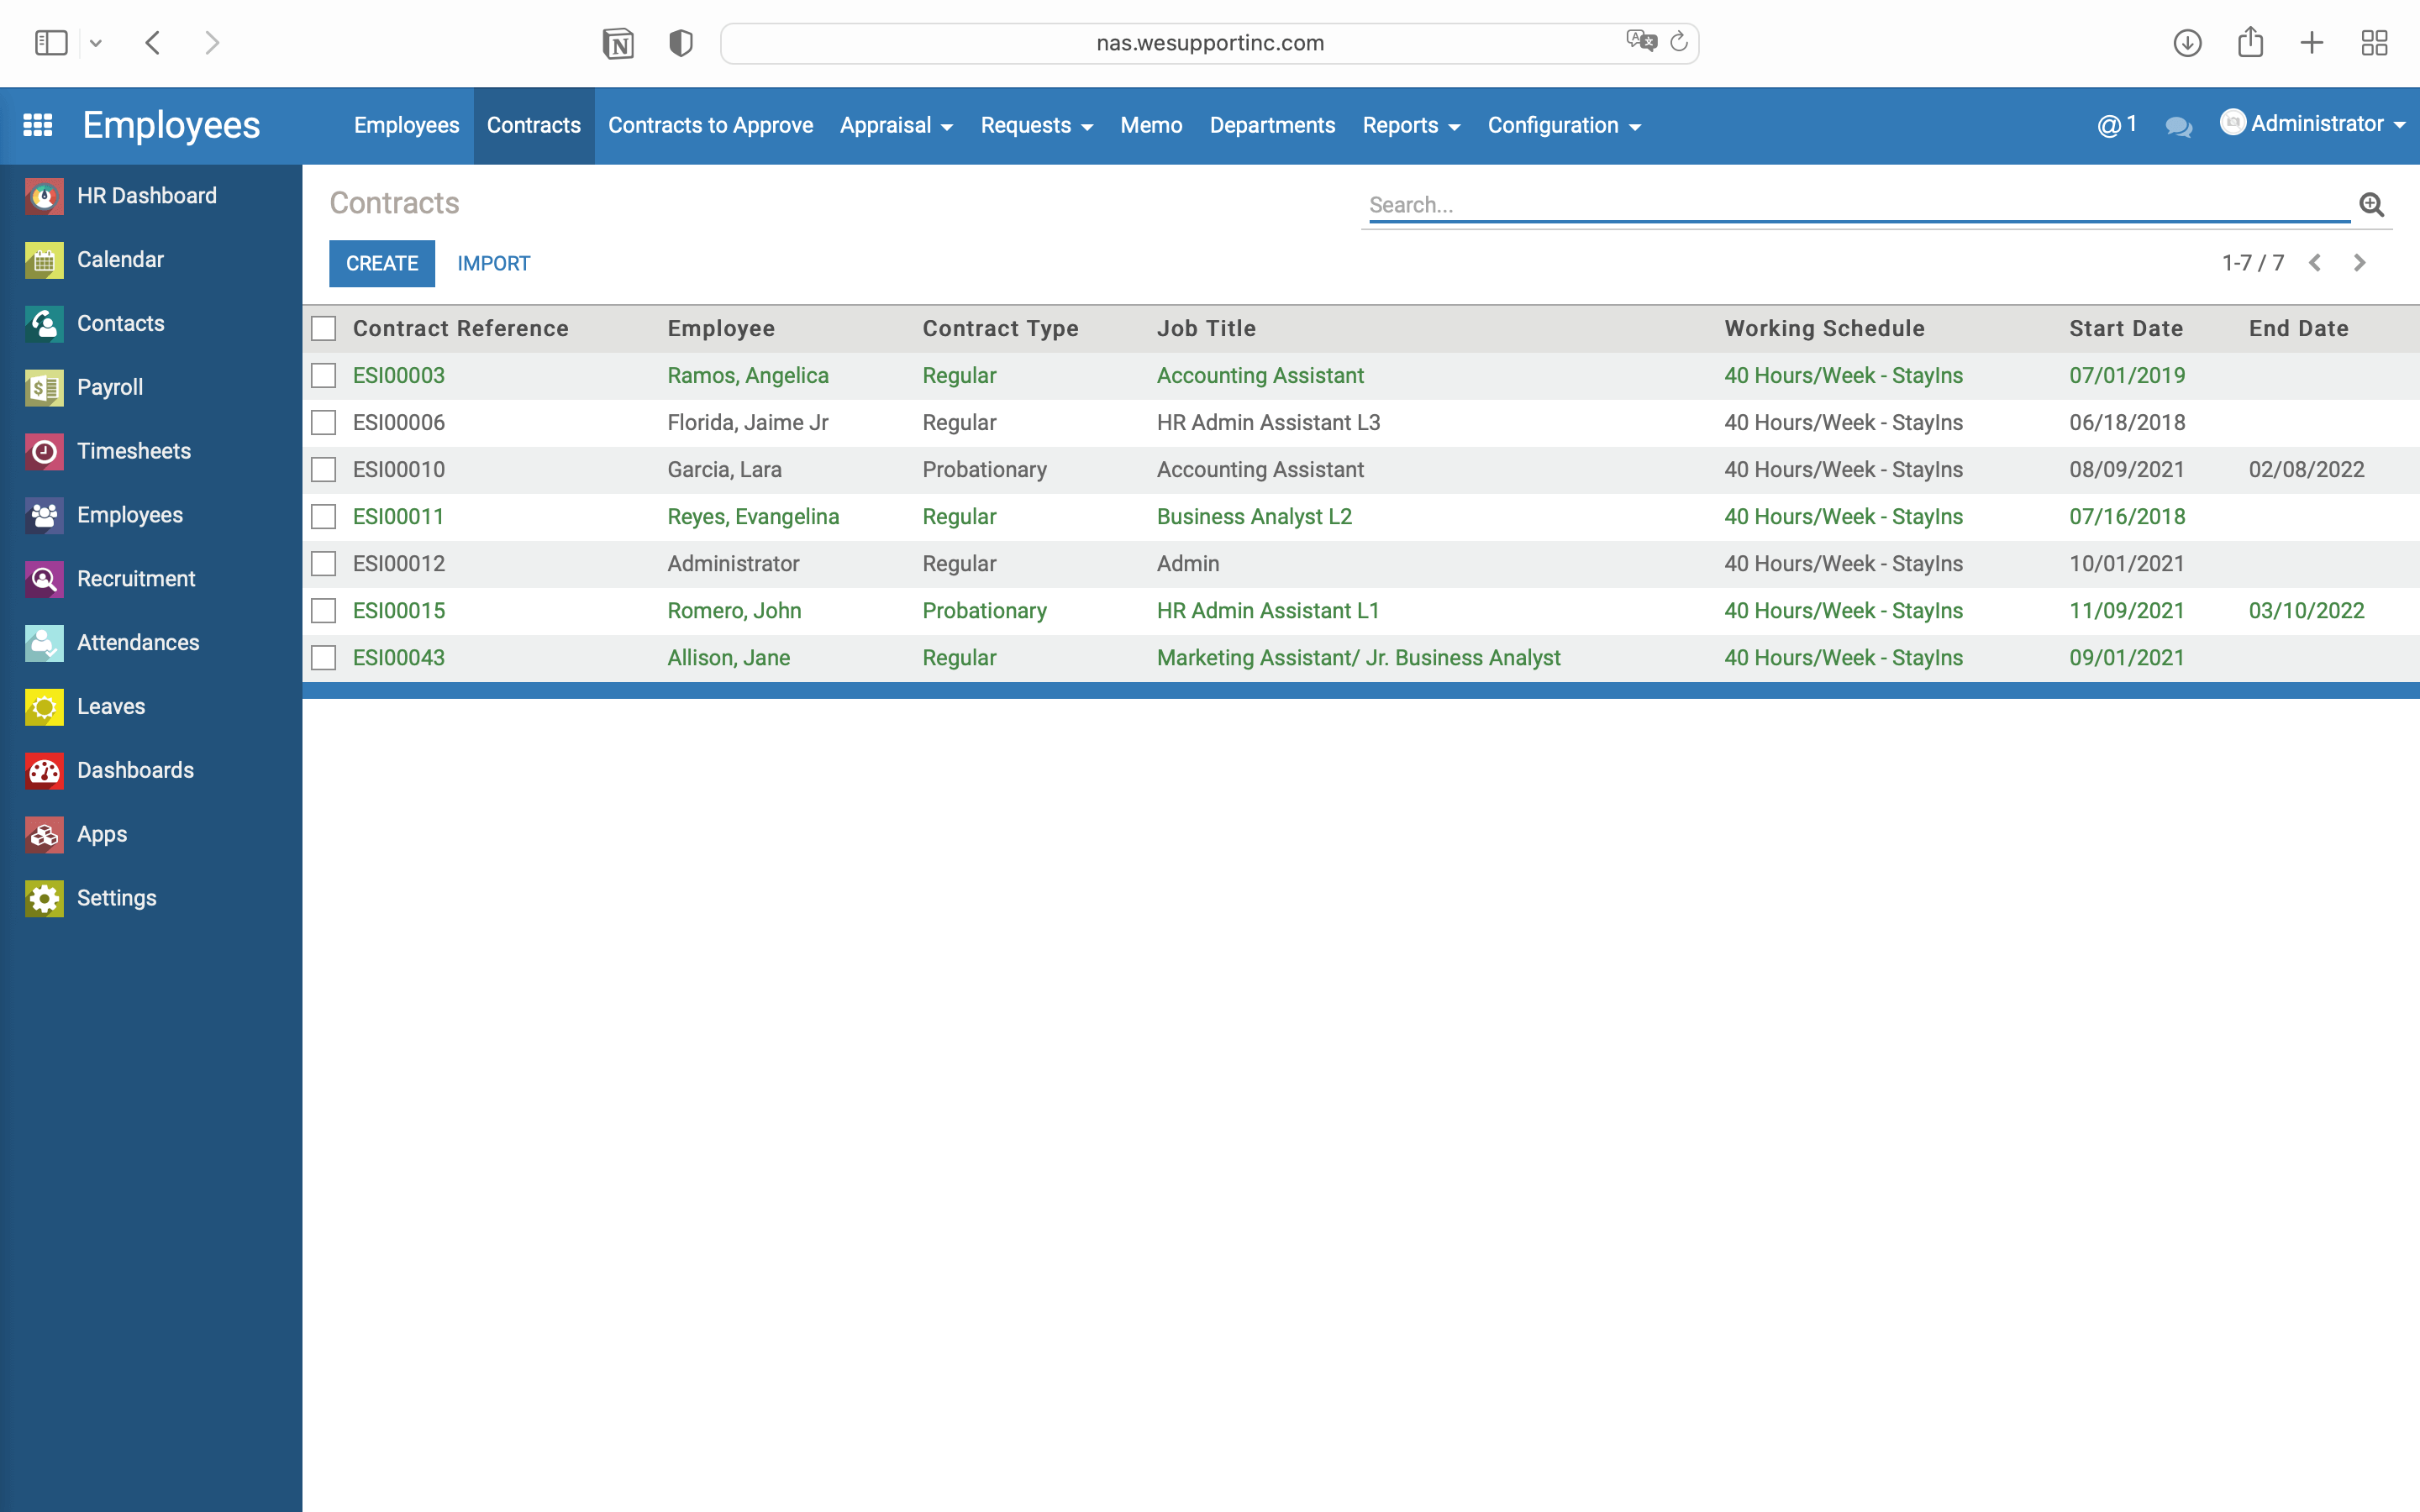 nas.wesupportinc.com
Employees Employees Contracts Contracts to Approve Appraisal Requests Memo Departments Reports Configuration @ 1 Administrator
HR Dashboard
Calendar
Contacts
Payroll
Timesheets
Employees
Recruitment
Attendances
Leaves
Dashboards
Apps
Settings
Contracts
Search...
CREATE IMPORT
1-7 / 7
Contract Reference Employee Contract Type Job Title Working Schedule Start Date End Date
ESI00003 Ramos, Angelica Regular Accounting Assistant 40 Hours/Week - StayIns 07/01/2019
ESI00006 Florida, Jaime Jr Regular HR Admin Assistant L3 40 Hours/Week - StayIns 06/18/2018
ESI00010 Garcia, Lara Probationary Accounting Assistant 40 Hours/Week - StayIns 08/09/2021 02/08/2022
ESI00011 Reyes, Evangelina Regular Business Analyst L2 40 Hours/Week - StayIns 07/16/2018
ESI00012 Administrator Regular Admin 40 Hours/Week - StayIns 10/01/2021
ESI00015 Romero, John Probationary HR Admin Assistant L1 40 Hours/Week - StayIns 11/09/2021 03/10/2022
ESI00043 Allison, Jane Regular Marketing Assistant/ Jr. Business Analyst 40 Hours/Week - StayIns 09/01/2021